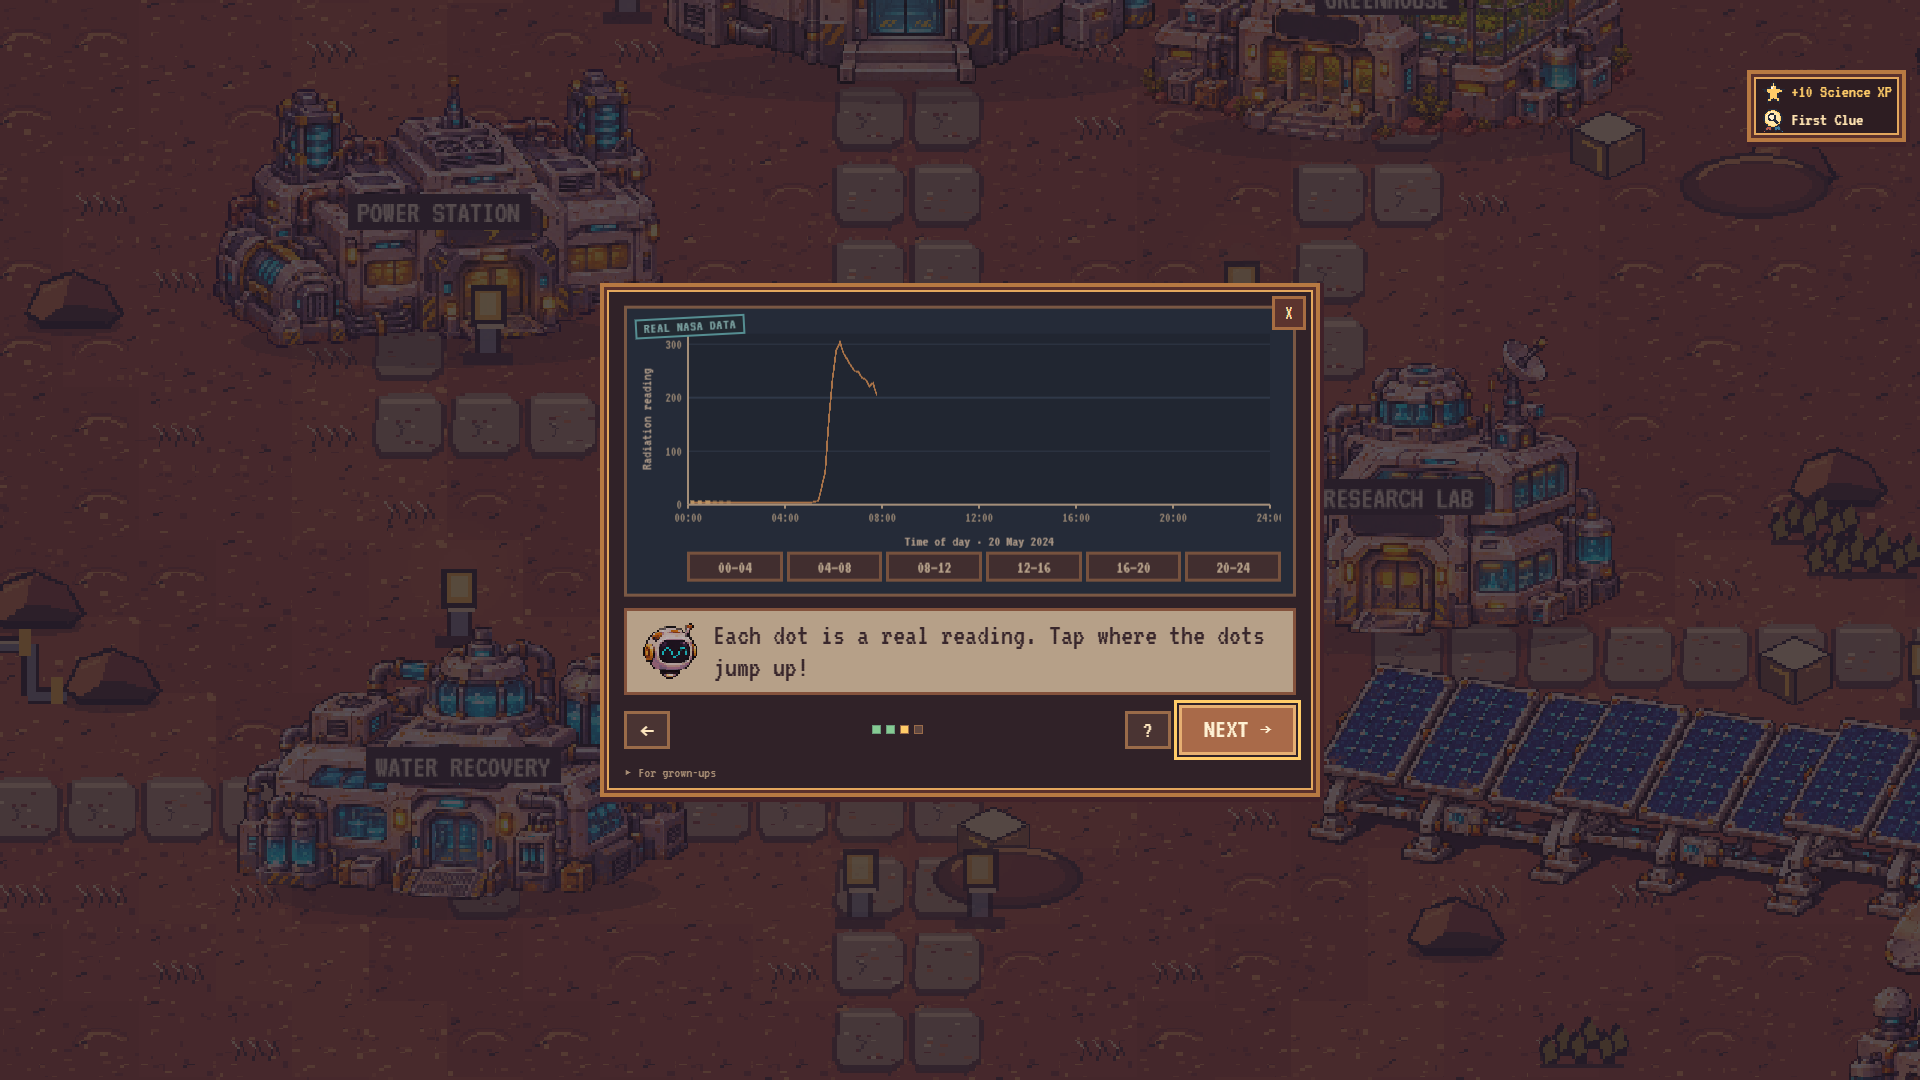 GREENHOUSE
+10 Science XP
First Clue
POWER STATION
X
REAL NASA DATA
300
200
100
0
Radiation reading
00:00 04:00 08:00 12:00 16:00 20:00 24:0
Time of day · 20 May 2024
00–04 04–08 08–12 12–16 16–20 20–24
RESEARCH LAB
Each dot is a real reading. Tap where the dots
jump up!
← ? NEXT →
WATER RECOVERY
▸ For grown-ups